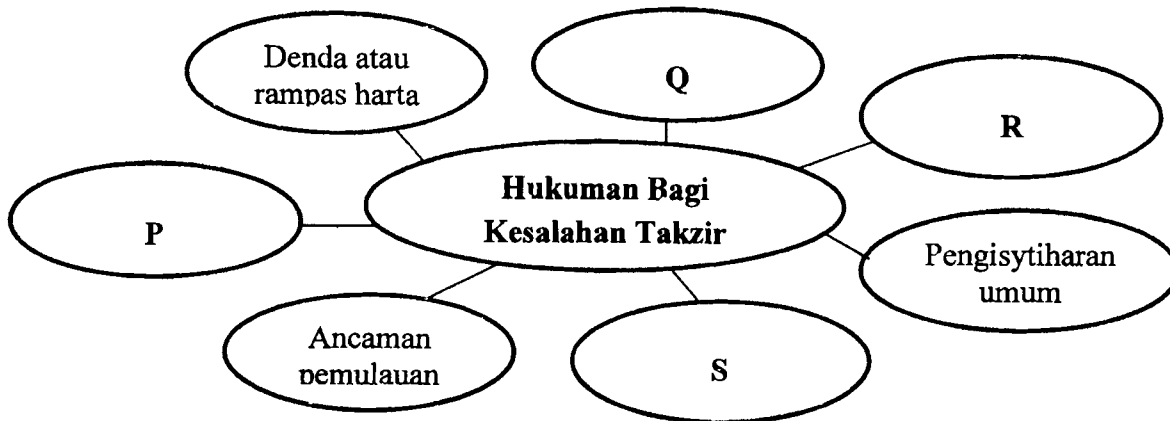 Denda atau
rampas harta
Q
R
Hukuman Bagi
Kesalahan Takzir
P
Pengisytiharan
umum
Ancaman
pemulauan
S